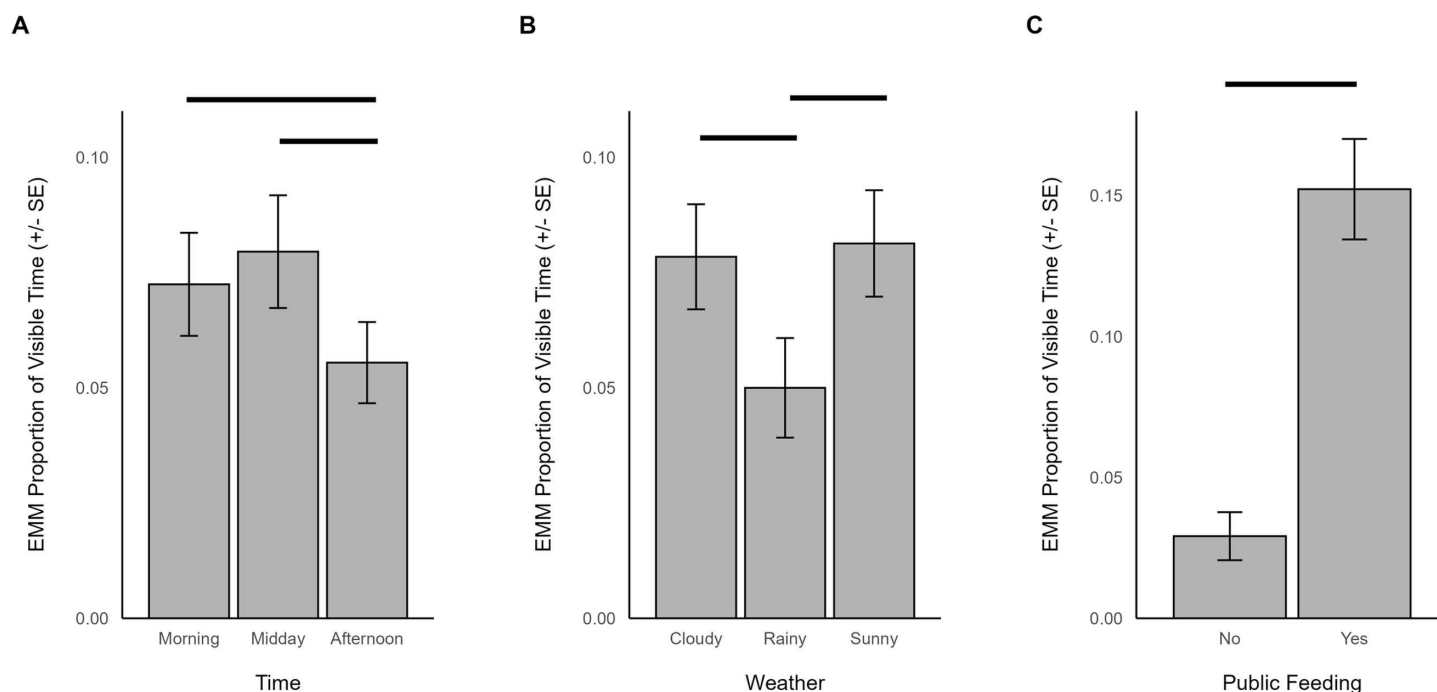 A
EMM Proportion of Visible Time (+/- SE)
0.10
0.05
0.00
Morning Midday Afternoon
Time
B
EMM Proportion of Visible Time (+/- SE)
0.10
0.05
0.00
Cloudy Rainy Sunny
Weather
C
EMM Proportion of Visible Time (+/- SE)
0.15
0.10
0.05
0.00
No Yes
Public Feeding